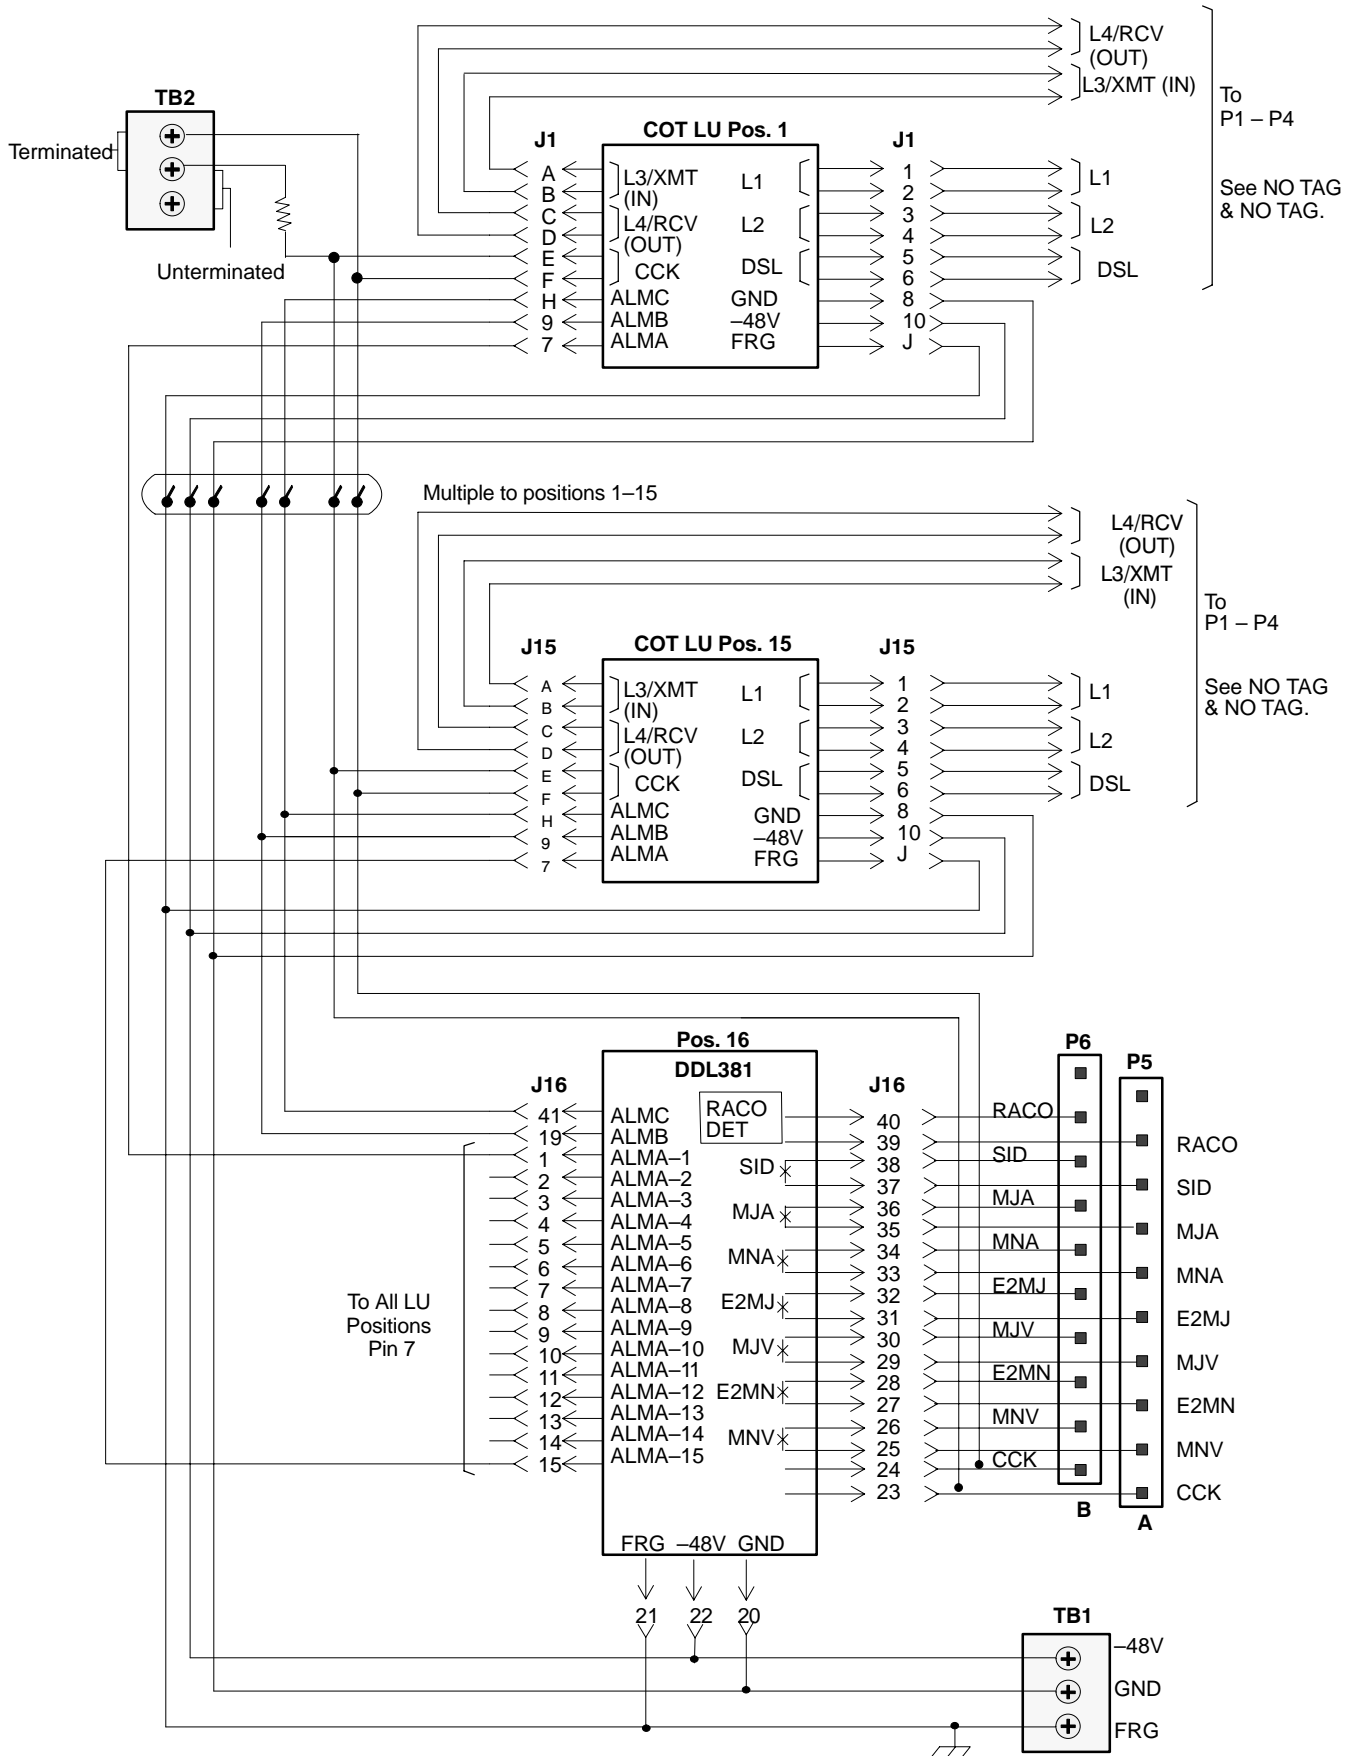 L4/RCV
(OUT)
L3/XMT (IN)
To
P1 – P4
See NO TAG
& NO TAG.
TB2
Terminated
Unterminated
J1
COT LU Pos. 1
J1
A
B
C
D
E
F
H
9
7
L3/XMT
(IN)
L4/RCV
(OUT)
CCK
ALMC
ALMB
ALMA
L1
L2
DSL
GND
–48V
FRG
1
2
3
4
5
6
8
10
J
L1
L2
DSL
Multiple to positions 1–15
L4/RCV
(OUT)
L3/XMT
(IN)
To
P1 – P4
See NO TAG
& NO TAG.
J15
COT LU Pos. 15
J15
A
B
C
D
E
F
H
9
7
L3/XMT
(IN)
L4/RCV
(OUT)
CCK
ALMC
ALMB
ALMA
L1
L2
DSL
GND
–48V
FRG
1
2
3
4
5
6
8
10
J
L1
L2
DSL
Pos. 16
DDL381
J16
J16
P6
P5
41
19
1
2
3
4
5
6
7
8
9
10
11
12
13
14
15
To All LU
Positions
Pin 7
ALMC
ALMB
ALMA–1
ALMA–2
ALMA–3
ALMA–4
ALMA–5
ALMA–6
ALMA–7
ALMA–8
ALMA–9
ALMA–10
ALMA–11
ALMA–12
ALMA–13
ALMA–14
ALMA–15
RACO
DET
SID
MJA
MNA
E2MJ
MJV
E2MN
MNV
40
39
38
37
36
35
34
33
32
31
30
29
28
27
26
25
24
23
RACO
SID
MJA
MNA
E2MJ
MJV
E2MN
MNV
CCK
RACO
SID
MJA
MNA
E2MJ
MJV
E2MN
MNV
CCK
B
A
FRG –48V GND
21
22
20
TB1
–48V
GND
FRG